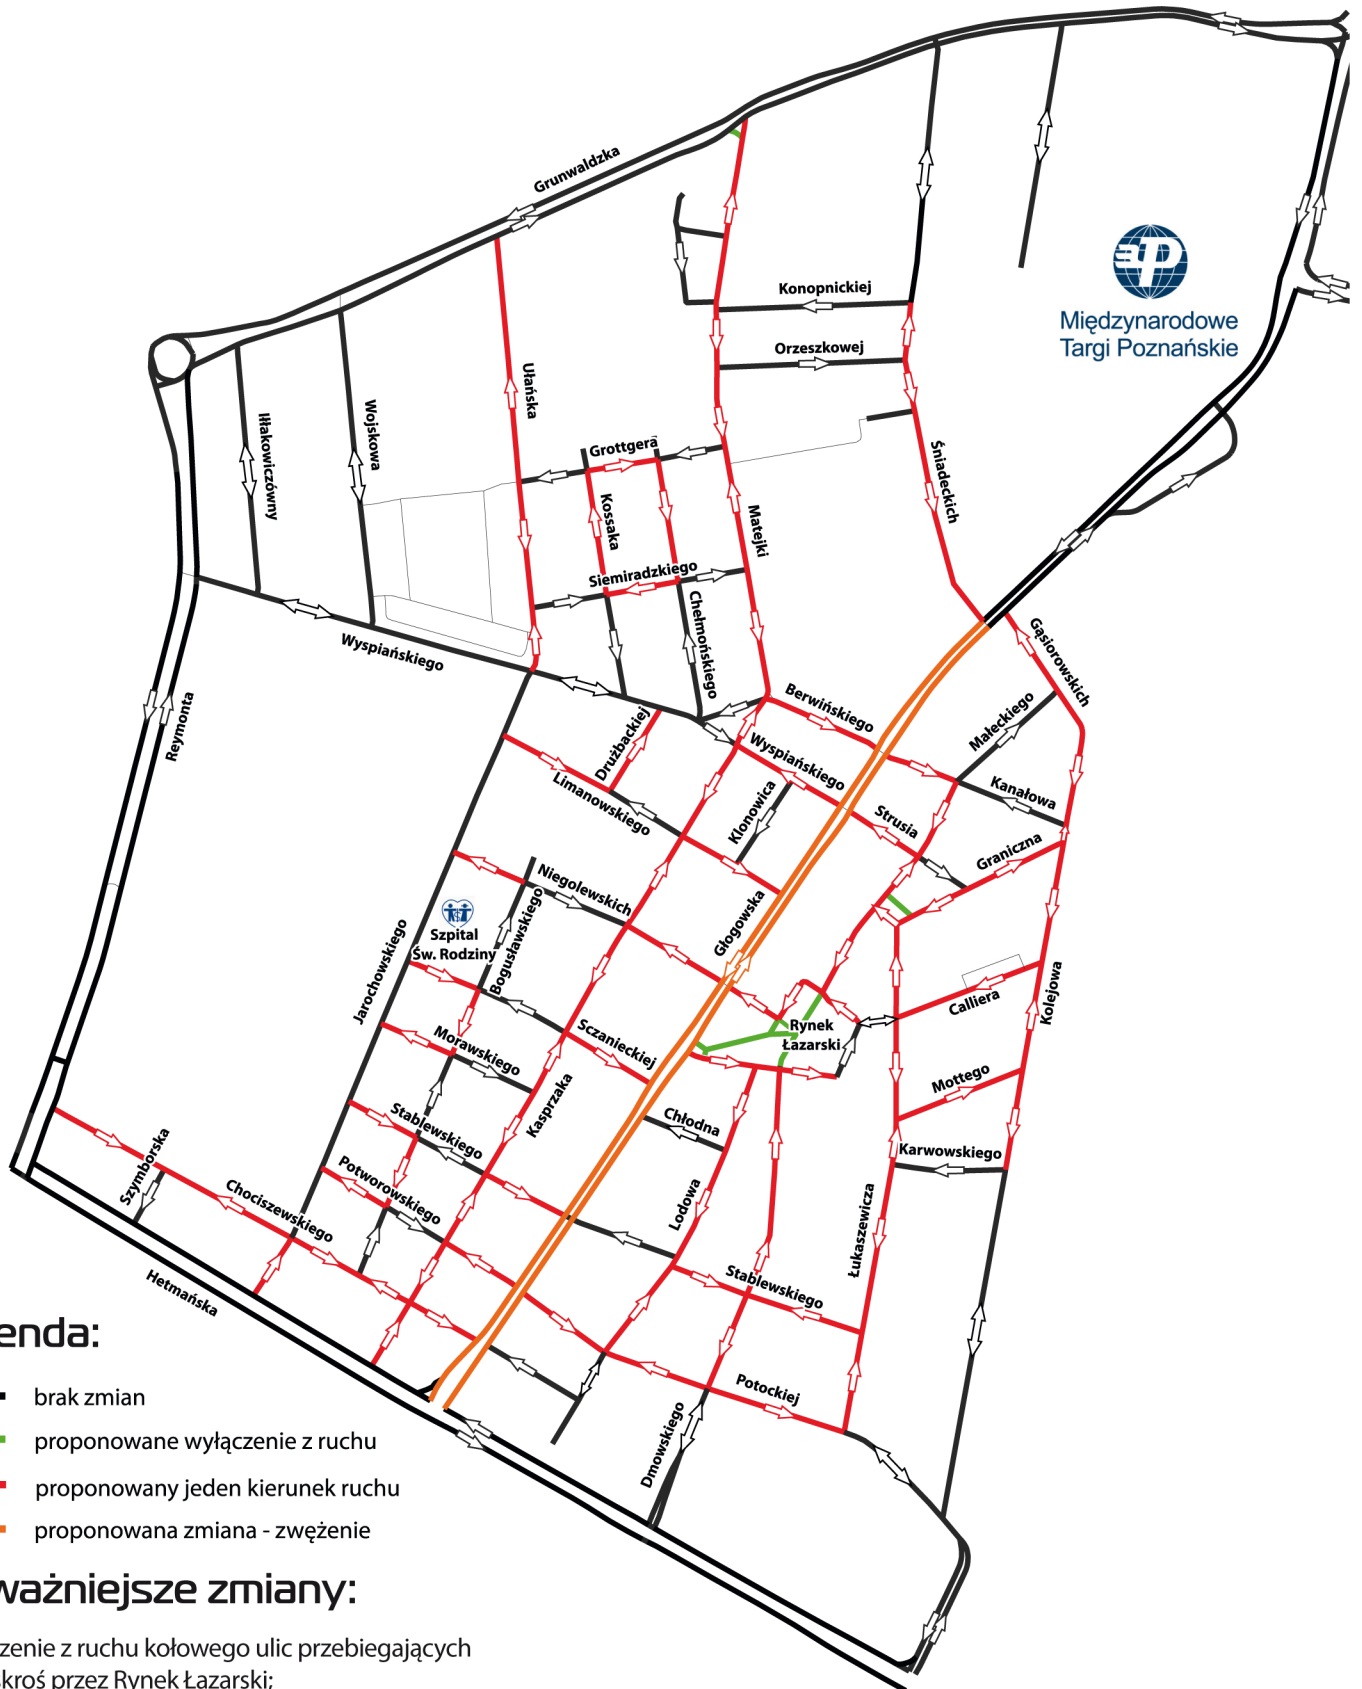 Grunwaldzka
Konopnickiej
Międzynarodowe
Targi Poznańskie
Orzeszkowej
Ułańska
Iłłakowiczówny
Wojskowa
Grottgera
Śniadeckich
Kossaka
Matejki
Siemiradzkiego
Chełmońskiego
Wyspiańskiego
Gąsiorowskich
Reymonta
Berwińskiego
Małeckiego
Drużbackiej
Wyspiańskiego
Limanowskiego
Klonowica
Kanałowa
Strusia
Graniczna
Niegolewskich
Bogusławskiego
Głogowska
Szpital
Św. Rodziny
Jarochowskiego
Calliera
Kolejowa
Rynek
Łazarski
Sczanieckiej
Morawskiego
Mottego
Kasprzaka
Chłodna
Stablewskiego
Karwowskiego
Szymborska
Potworowskiego
Lodowa
Łukaszewicza
Chociszewskiego
Stablewskiego
Hetmańska
Potockiej
Dmowskiego
enda:
brak zmian
proponowane wyłączenie z ruchu
proponowany jeden kierunek ruchu
proponowana zmiana - zwężenie
ważniejsze zmiany:
zenie z ruchu kołowego ulic przebiegających
skroś przez Rynek Łazarski;